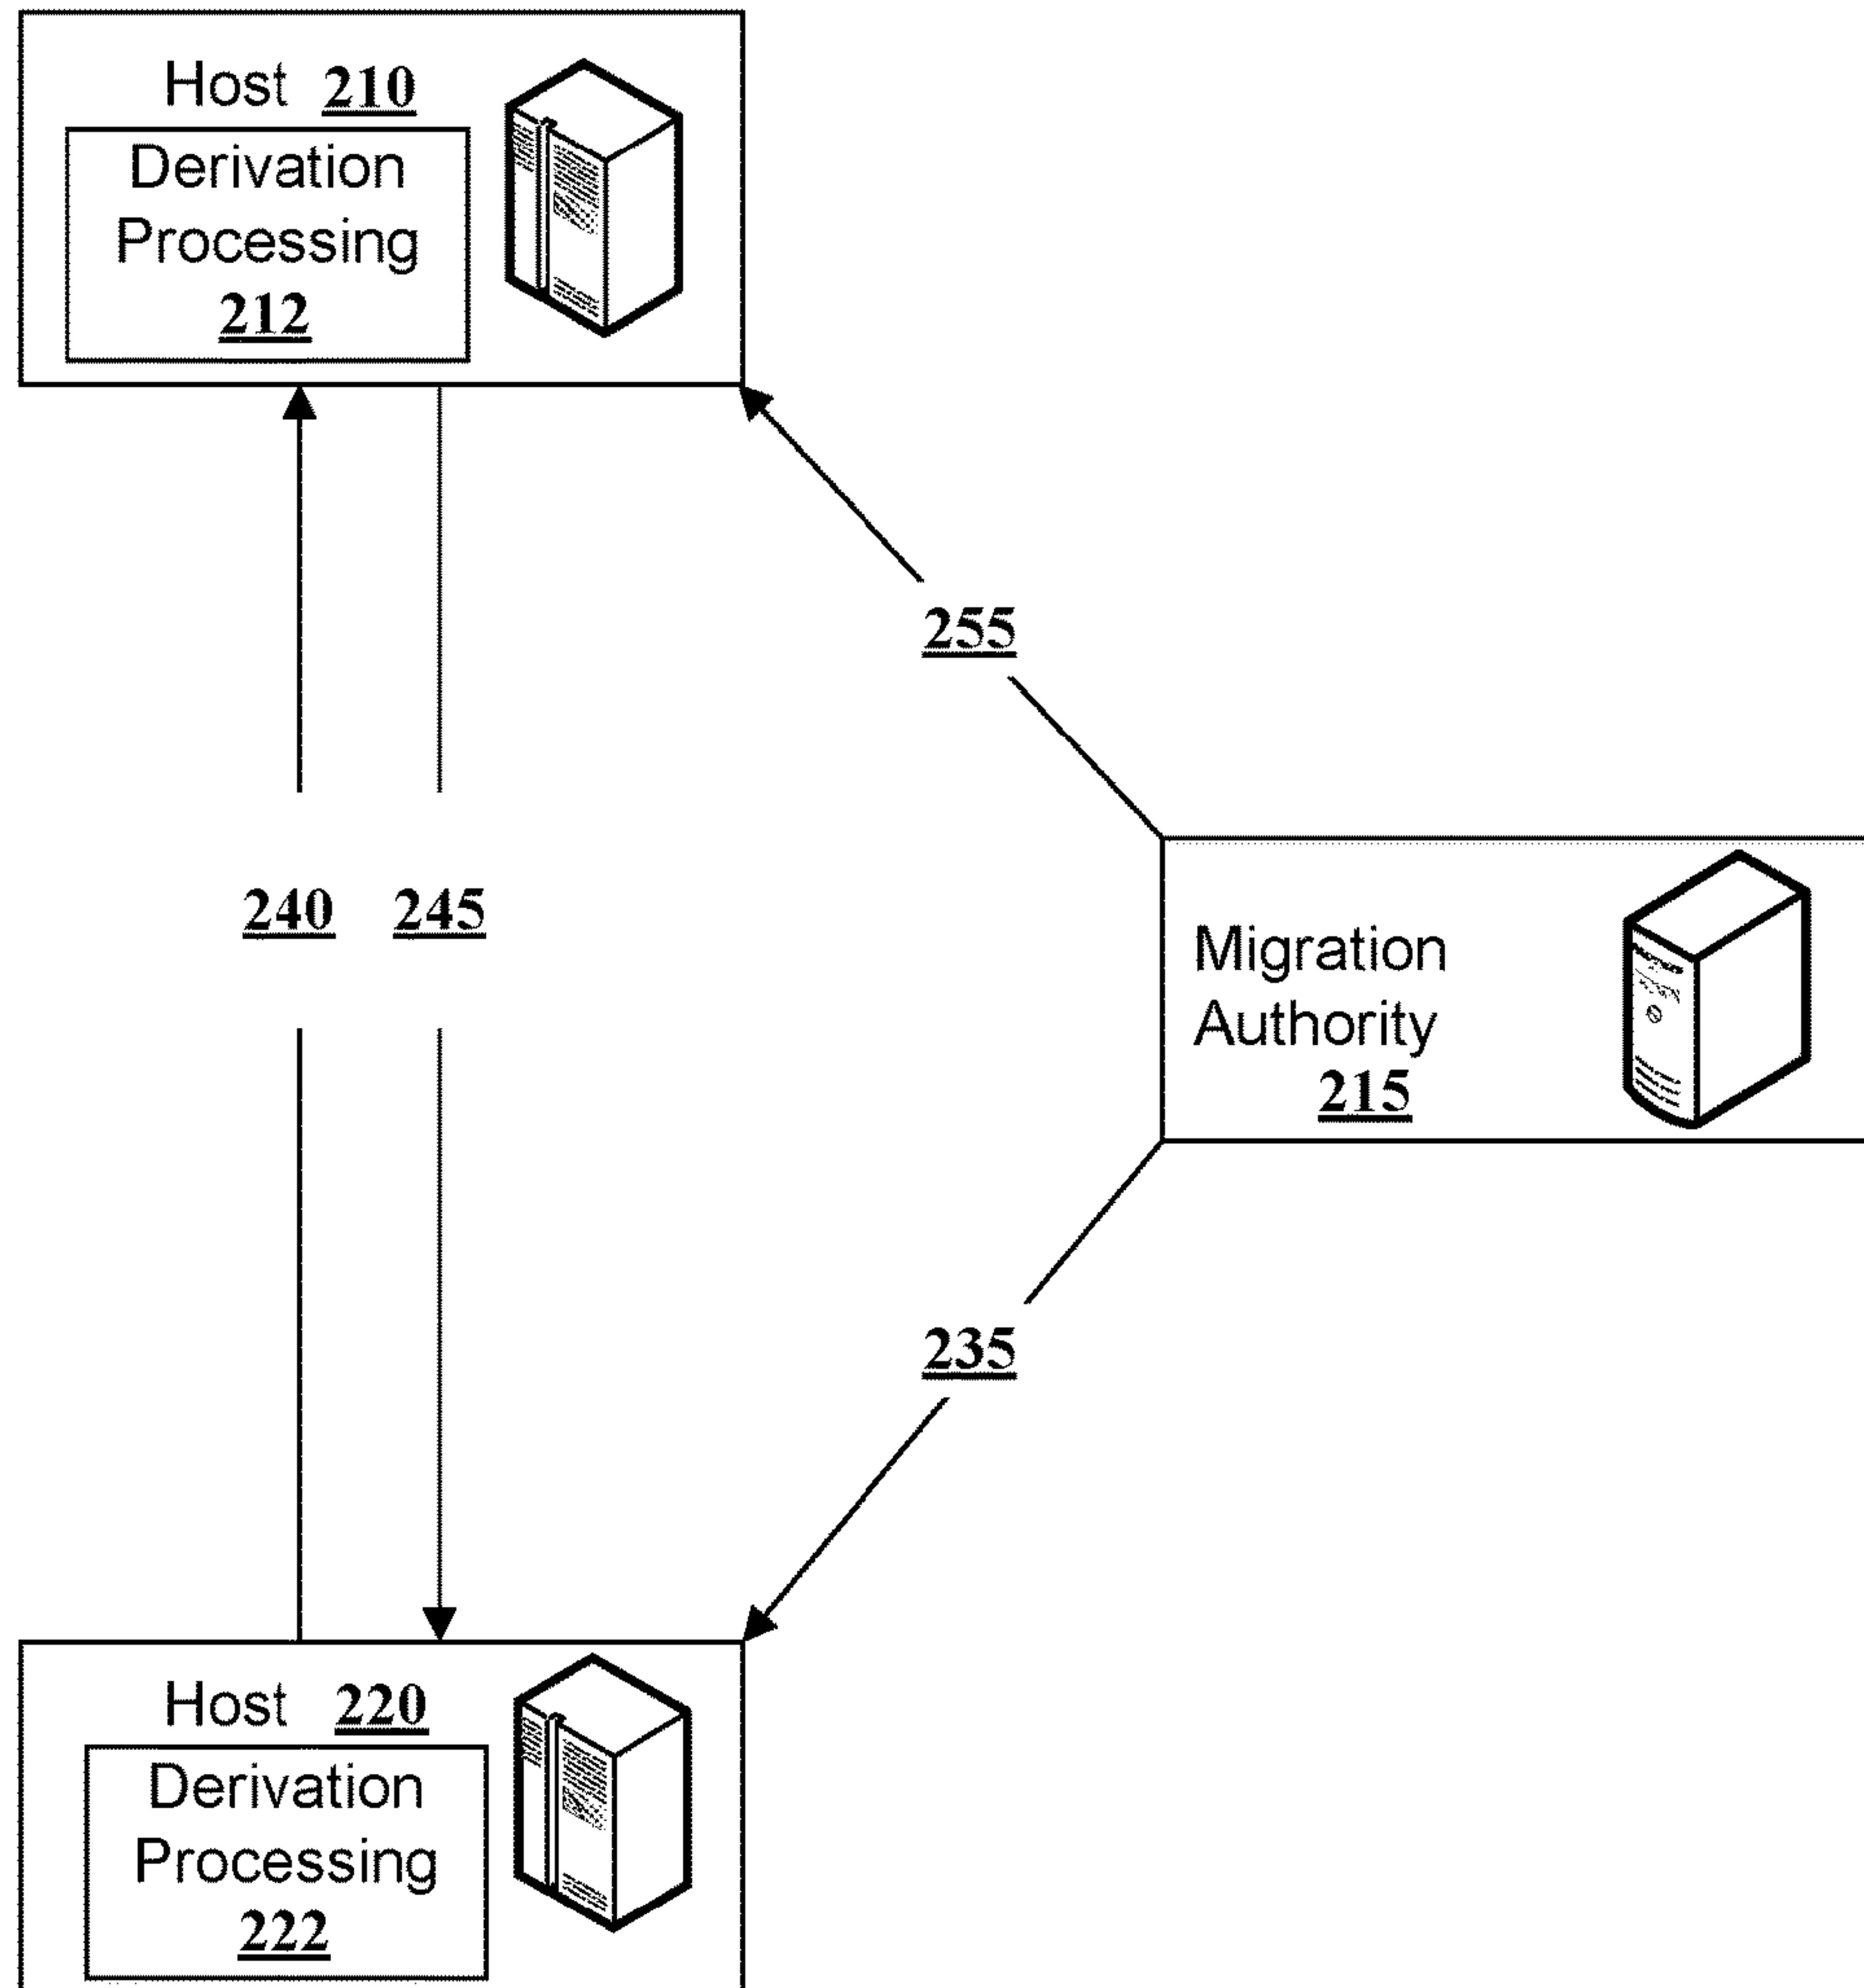 Host 210
Derivation
Processing
212
255
240 245
Migration
Authority
215
235
Host 220
Derivation
Processing
222